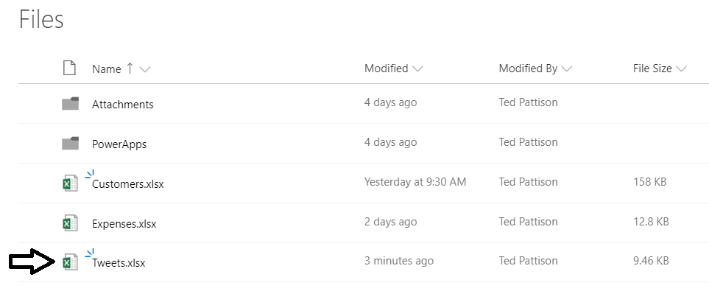 Files
Name Modified Modified By File Size
Attachments 4 days ago Ted Pattison
PowerApps 4 days ago Ted Pattison
Customers.xlsx Yesterday at 9:30 AM Ted Pattison 158 KB
Expenses.xlsx 2 days ago Ted Pattison 12.8 KB
Tweets.xlsx 3 minutes ago Ted Pattison 9.46 KB